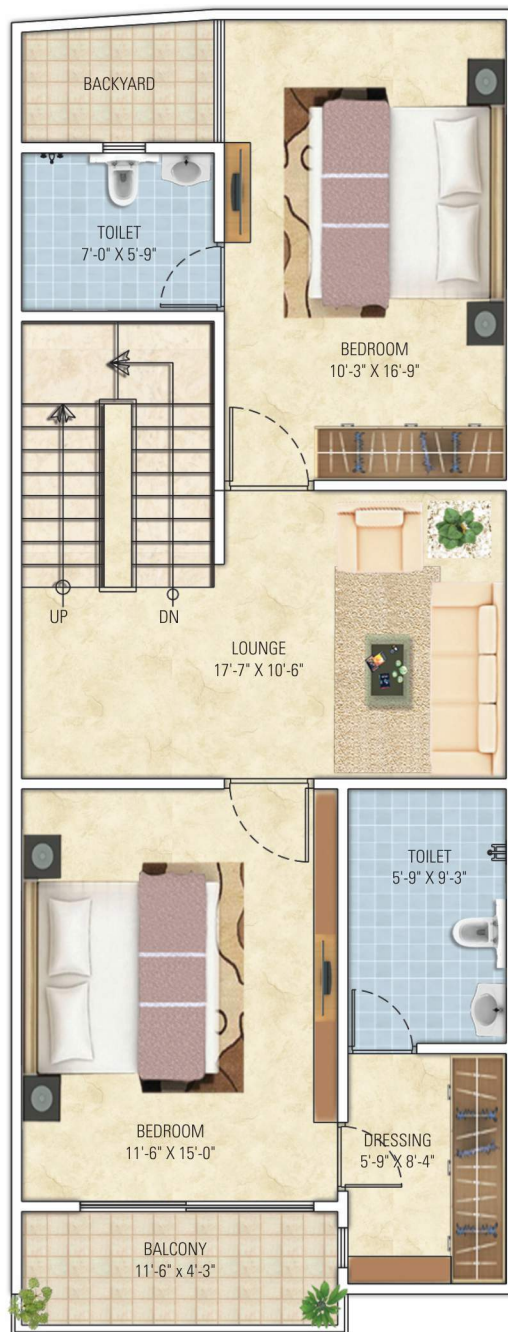 BACKYARD
TOILET
7'-0" X 5'-9"
BEDROOM
10'-3" X 16'-9"
UP
DN
LOUNGE
17'-7" X 10'-6"
TOILET
5'-9" X 9'-3"
BEDROOM
11'-6" X 15'-0"
DRESSING
5'-9" X 8'-4"
BALCONY
11'-6" x 4'-3"